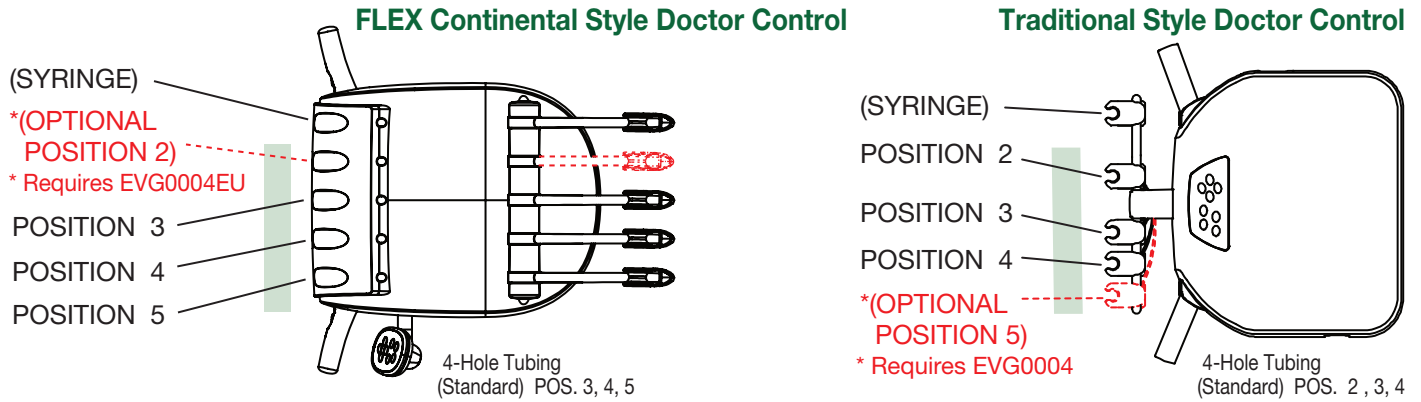 FLEX Continental Style Doctor Control
(SYRINGE)
*(OPTIONAL
POSITION 2)
* Requires EVG0004EU
POSITION 3
POSITION 4
POSITION 5
4-Hole Tubing
(Standard) POS. 3, 4, 5
Traditional Style Doctor Control
(SYRINGE)
POSITION 2
POSITION 3
POSITION 4
*(OPTIONAL
POSITION 5)
* Requires EVG0004
4-Hole Tubing
(Standard) POS. 2 , 3, 4